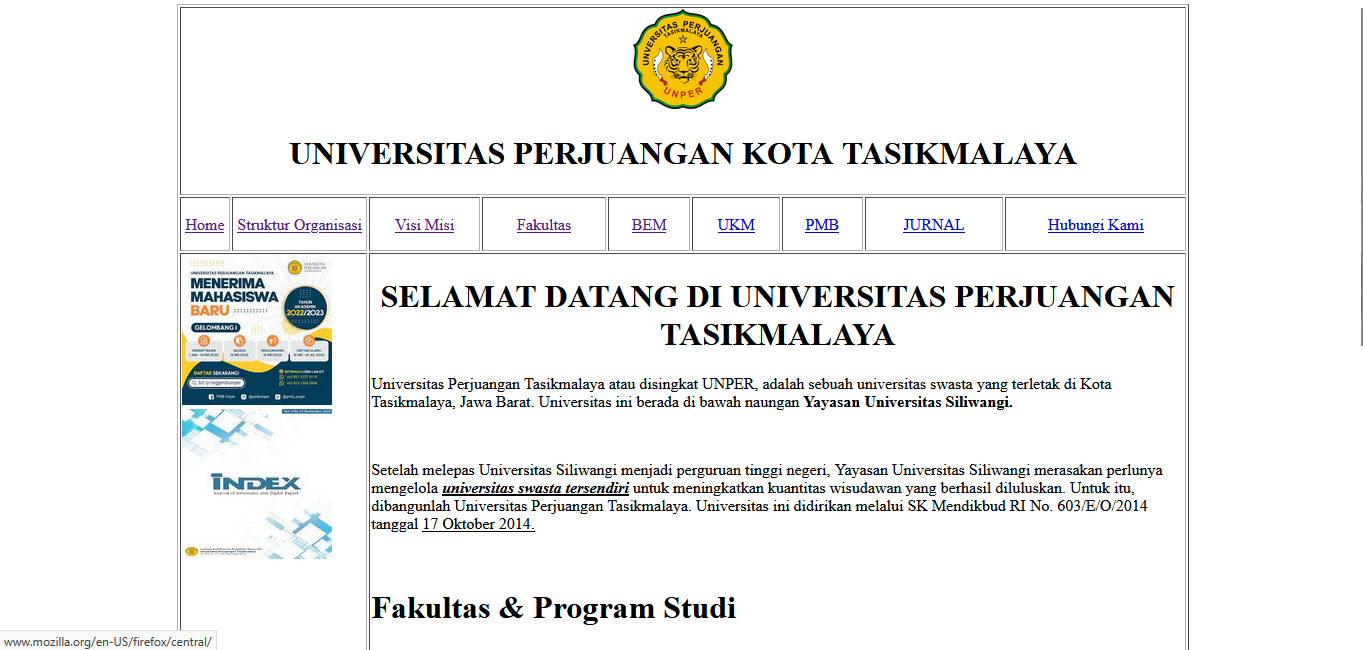 UNIVERSITAS PERJUANGAN
TASIKMALAYA
UNPER
UNIVERSITAS PERJUANGAN KOTA TASIKMALAYA
Home Struktur Organisasi Visi Misi Fakultas BEM UKM PMB JURNAL Hubungi Kami
UNIVERSITAS PERJUANGAN TASIKMALAYA
MENERIMA
MAHASISWA
BARU
TAHUN
AKADEMIK
2022/2023
GELOMBANG I
DAFTAR SEKARANG!
INDEX
Journal of Informatic and Digital Expert
SELAMAT DATANG DI UNIVERSITAS PERJUANGAN
TASIKMALAYA
Universitas Perjuangan Tasikmalaya atau disingkat UNPER, adalah sebuah universitas swasta yang terletak di Kota
Tasikmalaya, Jawa Barat. Universitas ini berada di bawah naungan Yayasan Universitas Siliwangi.
Setelah melepas Universitas Siliwangi menjadi perguruan tinggi negeri, Yayasan Universitas Siliwangi merasakan perlunya
mengelola universitas swasta tersendiri untuk meningkatkan kuantitas wisudawan yang berhasil diluluskan. Untuk itu,
dibangunlah Universitas Perjuangan Tasikmalaya. Universitas ini didirikan melalui SK Mendikbud RI No. 603/E/O/2014
tanggal 17 Oktober 2014.
Fakultas & Program Studi
www.mozilla.org/en-US/firefox/central/